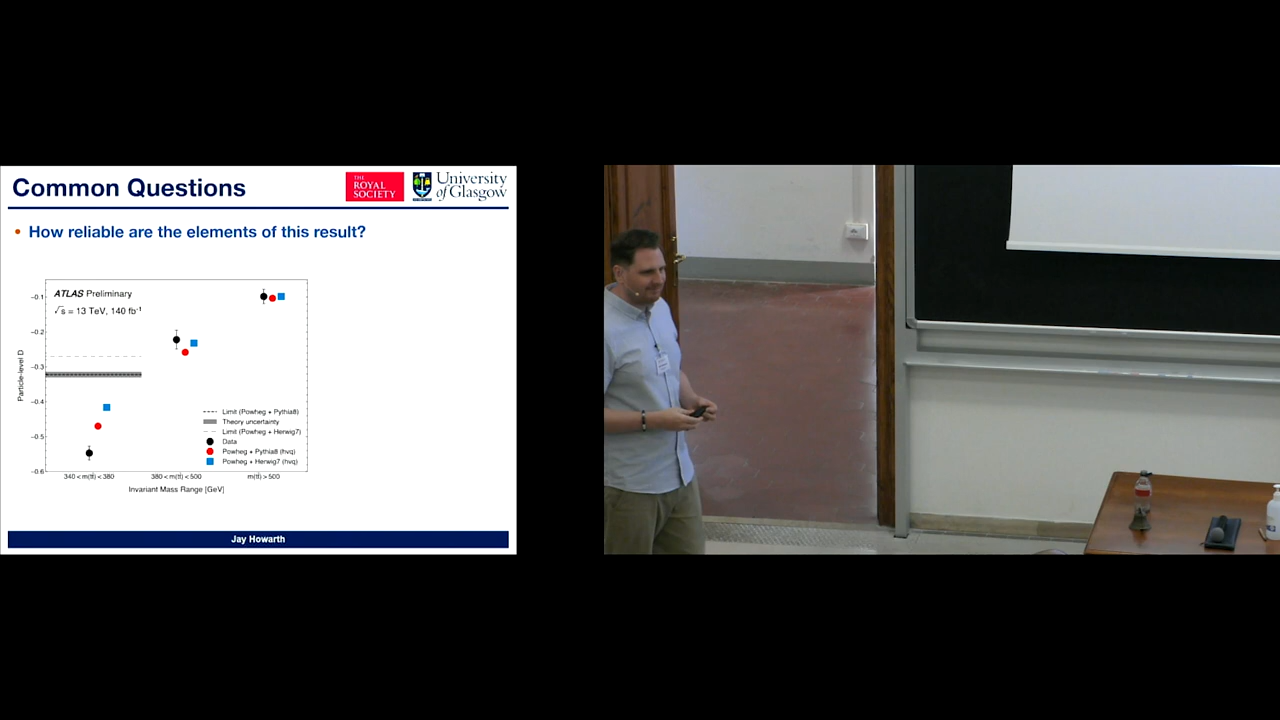 Common Questions
THE
ROYAL
SOCIETY
University
of Glasgow
• How reliable are the elements of this result?
ATLAS Preliminary
√s = 13 TeV, 140 fb⁻¹
Particle-level D
−0.1
−0.2
−0.3
−0.4
−0.5
−0.6
Limit (Powheg + Pythia8)
Theory uncertainty
Limit (Powheg + Herwig7)
Data
Powheg + Pythia8 (hvq)
Powheg + Herwig7 (hvq)
340 < m(tt̄) < 380
380 < m(tt̄) < 500
m(tt̄) > 500
Invariant Mass Range [GeV]
Jay Howarth